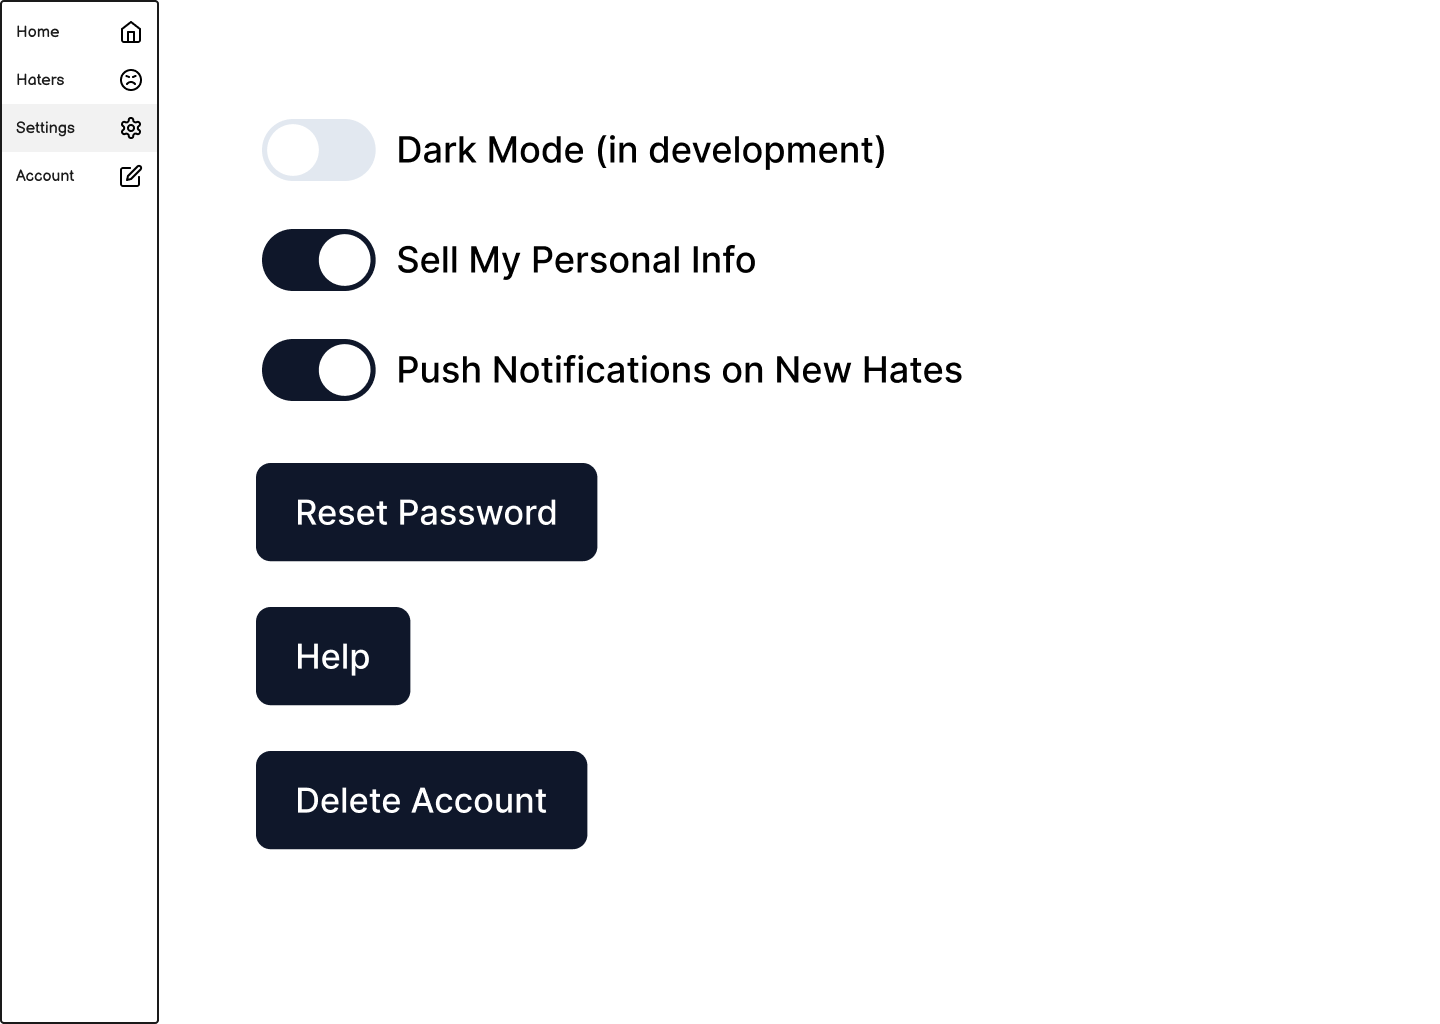 Home
Haters
Settings
Account
Dark Mode (in development)
Sell My Personal Info
Push Notifications on New Hates
Reset Password
Help
Delete Account